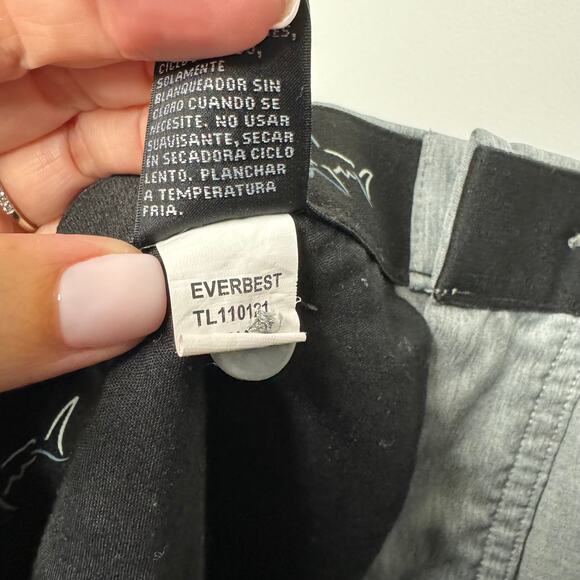 SOLAMENTE
BLANQUEADOR SIN
CLORO CUANDO SE
NECESITE. NO USAR
SUAVISANTE, SECAR
EN SECADORA CICLO
LENTO. PLANCHAR
A TEMPERATURA
FRIA.
EVERBEST
TL110121